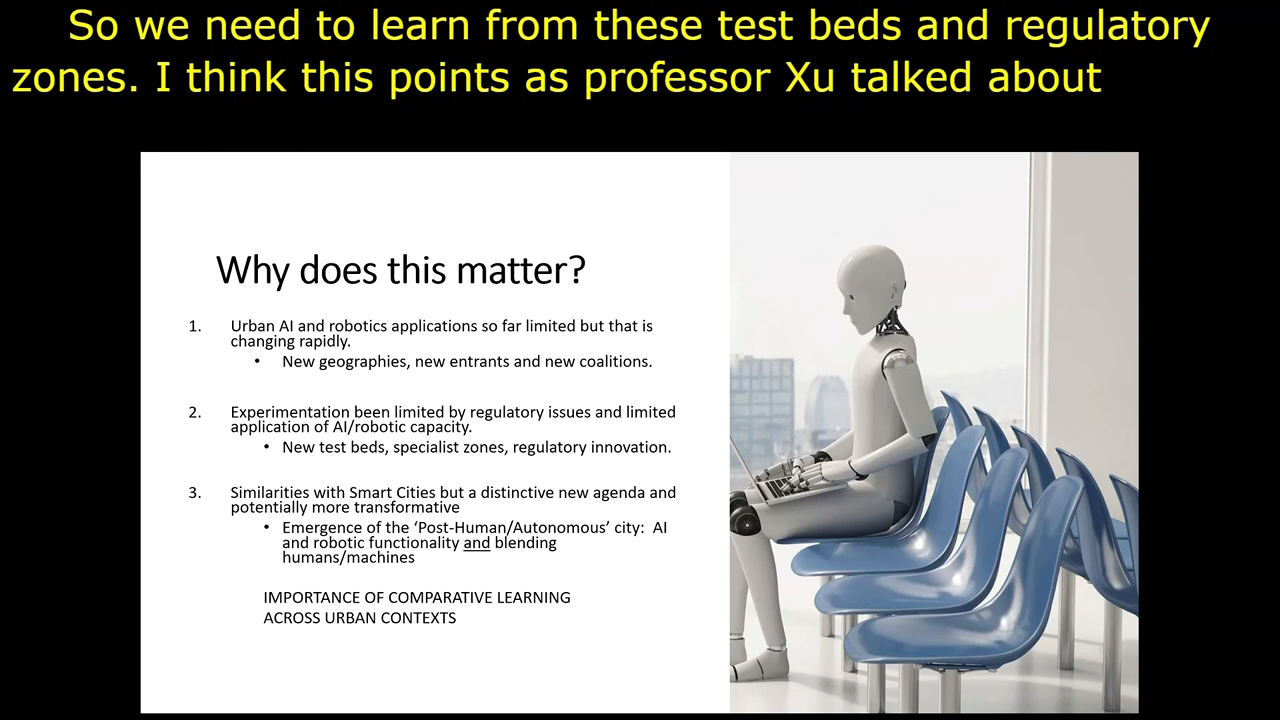 So we need to learn from these test beds and regulatory
zones. I think this points as professor Xu talked about
Why does this matter?
1. Urban AI and robotics applications so far limited but that is
changing rapidly.
• New geographies, new entrants and new coalitions.
2. Experimentation been limited by regulatory issues and limited
application of AI/robotic capacity.
• New test beds, specialist zones, regulatory innovation.
3. Similarities with Smart Cities but a distinctive new agenda and
potentially more transformative
• Emergence of the ‘Post-Human/Autonomous’ city: AI
and robotic functionality and blending
humans/machines
IMPORTANCE OF COMPARATIVE LEARNING
ACROSS URBAN CONTEXTS